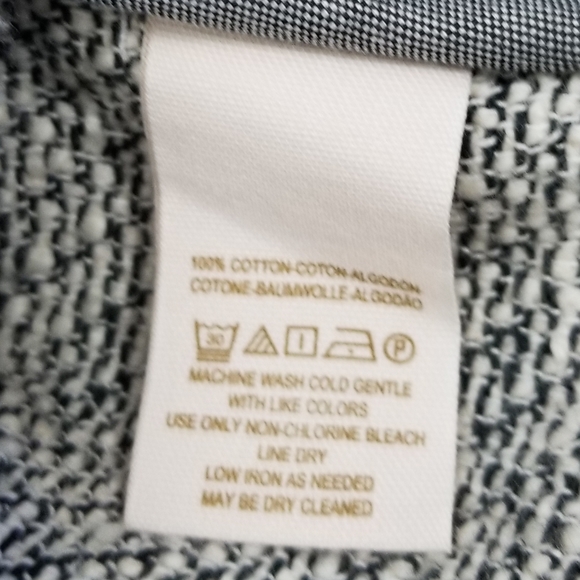 100% COTTON-COTON-ALGODON-
COTONE-BAUMWOLLE-ALGODÃO
30 P
MACHINE WASH COLD GENTLE
WITH LIKE COLORS
USE ONLY NON-CHLORINE BLEACH
LINE DRY
LOW IRON AS NEEDED
MAY BE DRY CLEANED